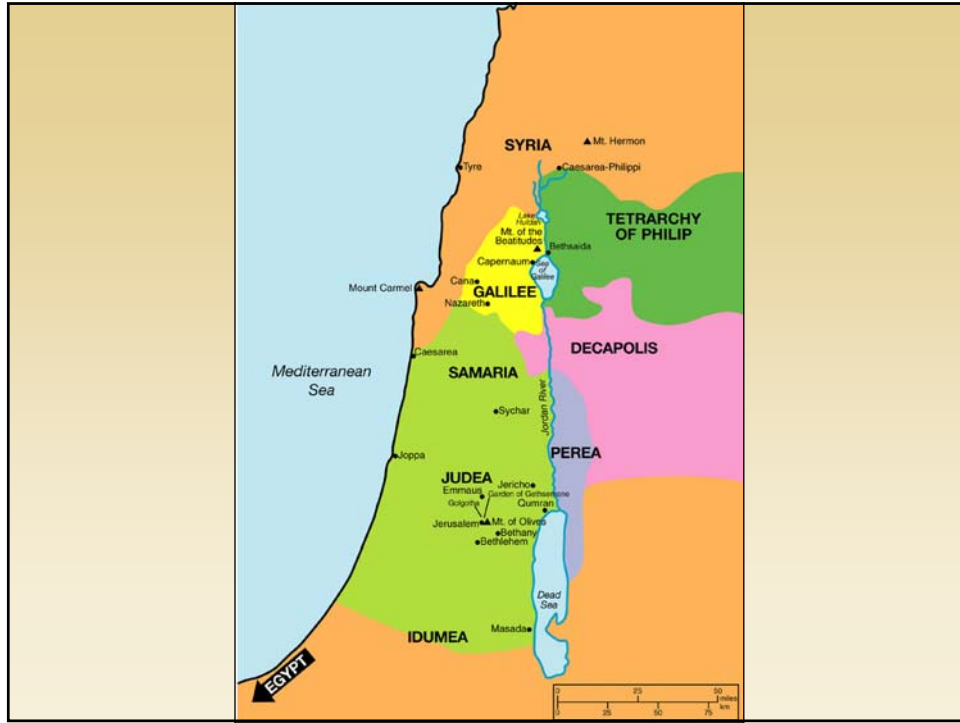 SYRIA
Mt. Hermon
Tyre
Caesarea-Philippi
TETRARCHY
OF PHILIP
Lake
Huldah
Mt. of the
Beatitudes
Bethsaida
Capernaum
Sea
of
Galilee
Cana
GALILEE
Mount Carmel
Nazareth
DECAPOLIS
Caesarea
Mediterranean
Sea
SAMARIA
Jordan River
Sychar
PEREA
Joppa
JUDEA
Jericho
Emmaus
Garden of Gethsemane
Golgotha
Qumran
Jerusalem
Mt. of Olives
Bethany
Bethlehem
Dead
Sea
Masada
IDUMEA
EGYPT
0 25 50
miles
km
0 25 50 75